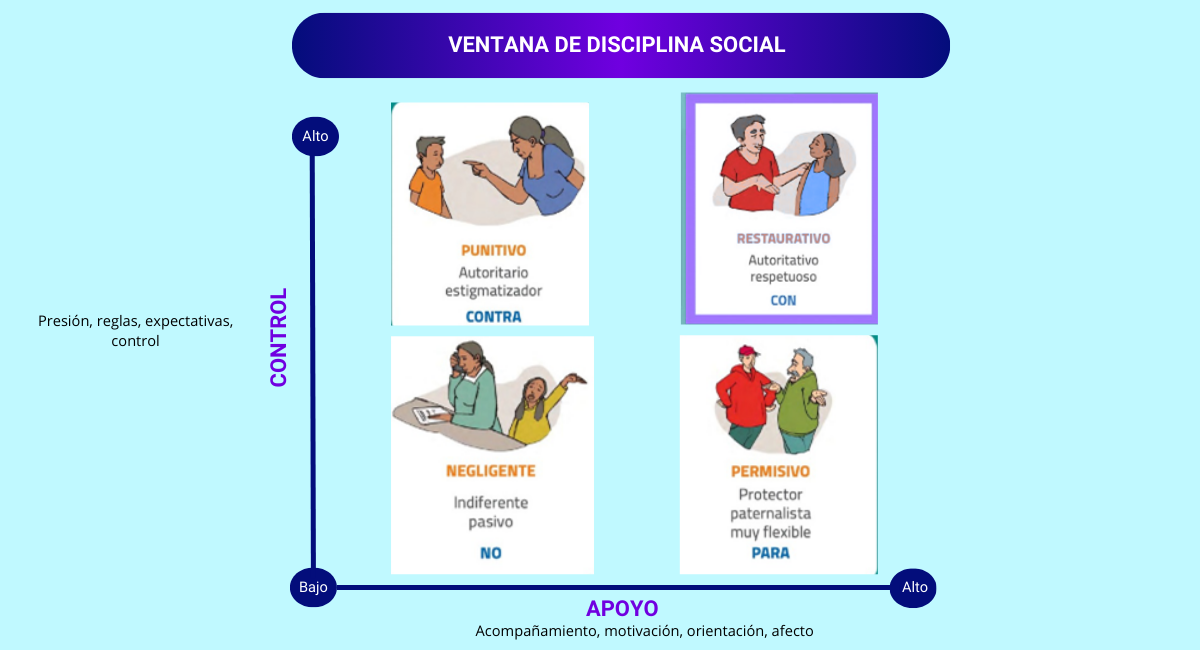 VENTANA DE DISCIPLINA SOCIAL
Alto
PUNITIVO
Autoritario
estigmatizador
CONTRA
RESTAURATIVO
Autoritativo
respetuoso
CON
Presión, reglas, expectativas,
control
CONTROL
NEGLIGENTE
Indiferente
pasivo
NO
PERMISIVO
Protector
paternalista
muy flexible
PARA
Bajo
Alto
APOYO
Acompañamiento, motivación, orientación, afecto